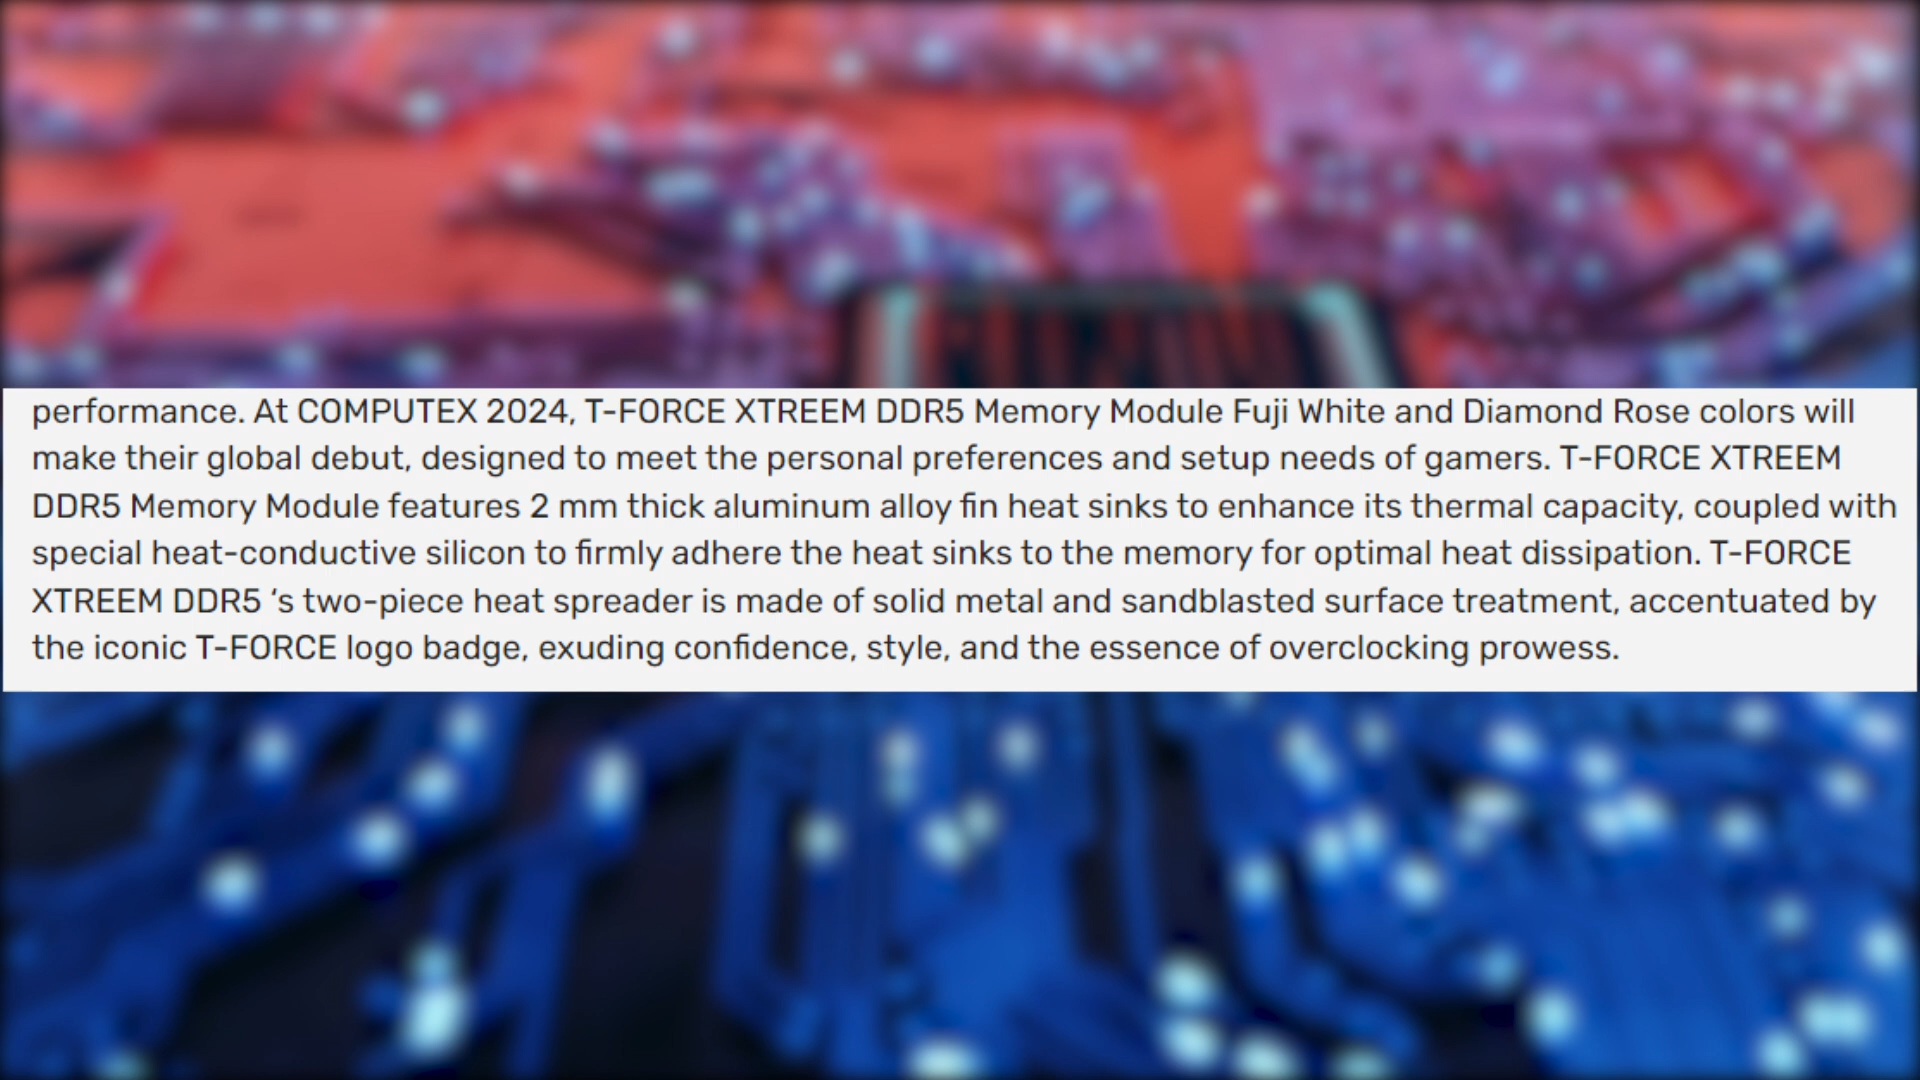 performance. At COMPUTEX 2024, T-FORCE XTREEM DDR5 Memory Module Fuji White and Diamond Rose colors will
make their global debut, designed to meet the personal preferences and setup needs of gamers. T-FORCE XTREEM
DDR5 Memory Module features 2 mm thick aluminum alloy fin heat sinks to enhance its thermal capacity, coupled with
special heat-conductive silicon to firmly adhere the heat sinks to the memory for optimal heat dissipation. T-FORCE
XTREEM DDR5 ‘s two-piece heat spreader is made of solid metal and sandblasted surface treatment, accentuated by
the iconic T-FORCE logo badge, exuding confidence, style, and the essence of overclocking prowess.